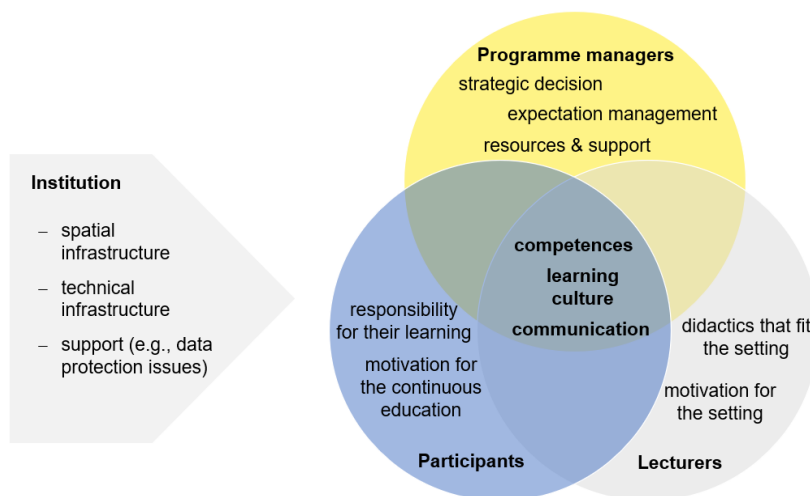 Institution
– spatial
infrastructure
– technical
infrastructure
– support (e.g., data
protection issues)
Programme managers
strategic decision
expectation management
resources & support
competences
learning
culture
communication
responsibility
for their learning
motivation for
the continuous
education
Participants
didactics that fit
the setting
motivation for
the setting
Lecturers